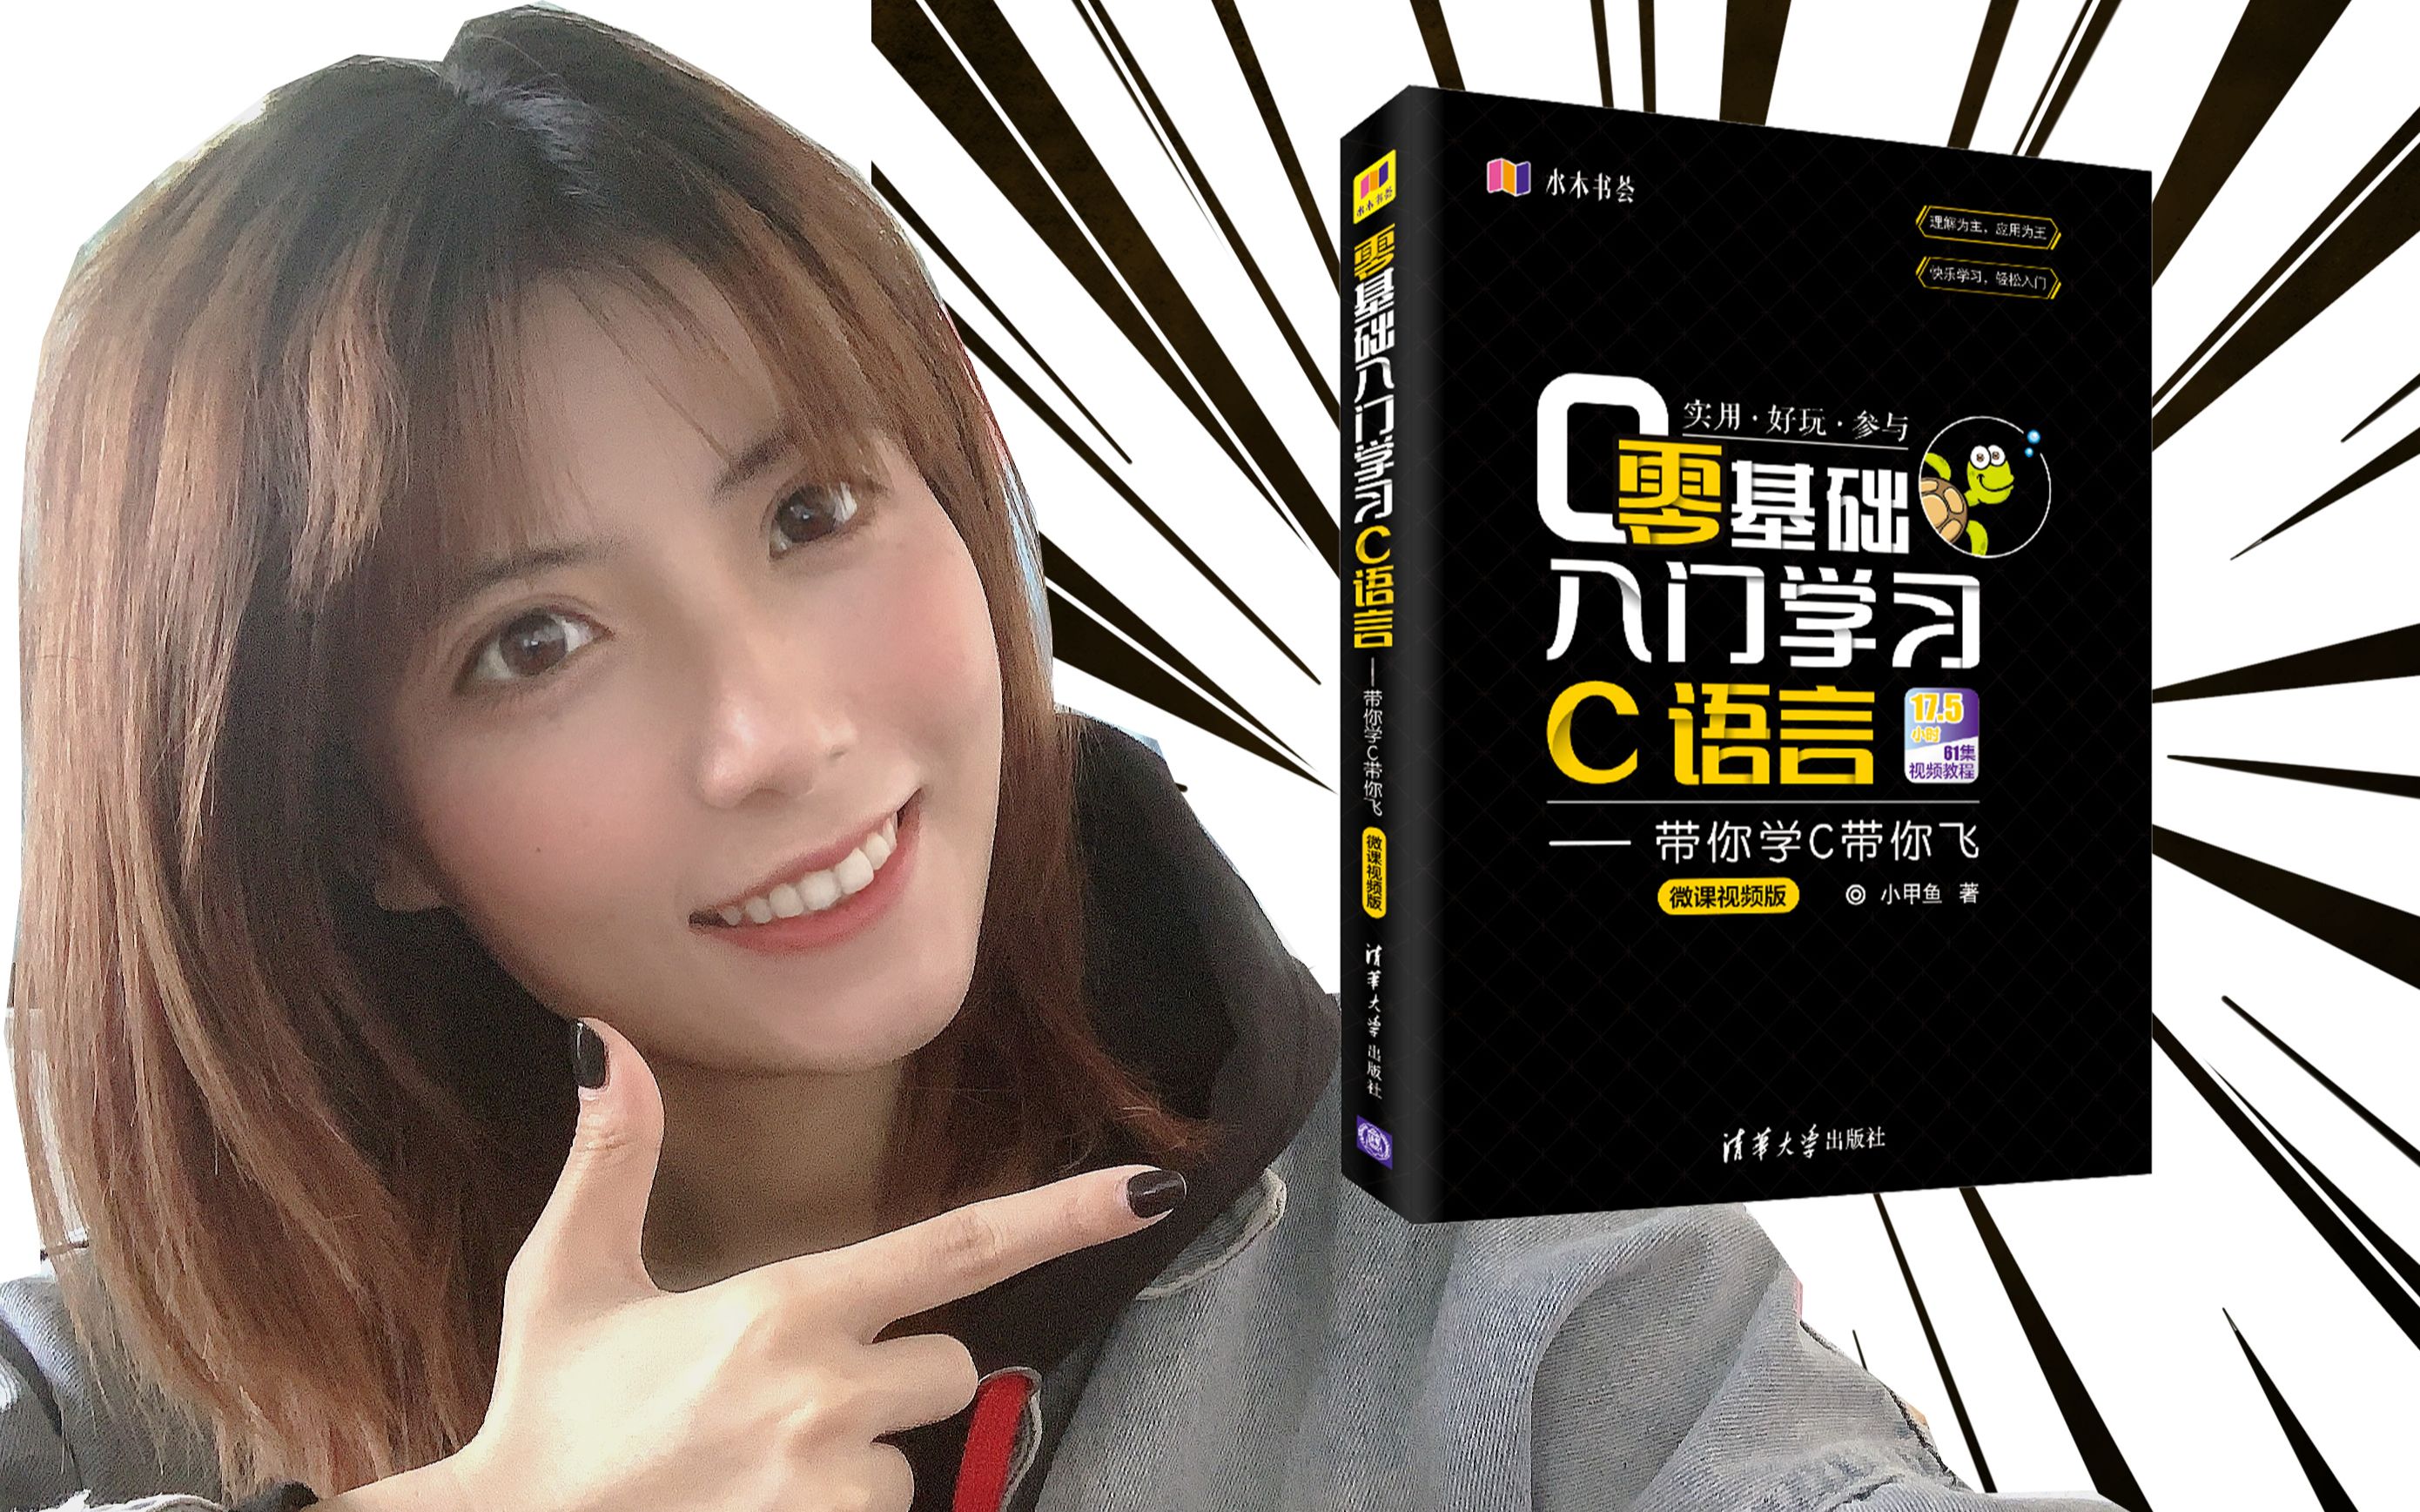 水木书荟
零基础入门学习C语言
——带你学C带你飞
微课视频版
清华大学出版社
水木书荟
理解为主，应用为王
快乐学习，轻松入门
实用·好玩·参与
零基础
入门学习
C语言
17.5
小时
61集
视频教程
——带你学C带你飞
微课视频版
◎ 小甲鱼 著
清华大学出版社